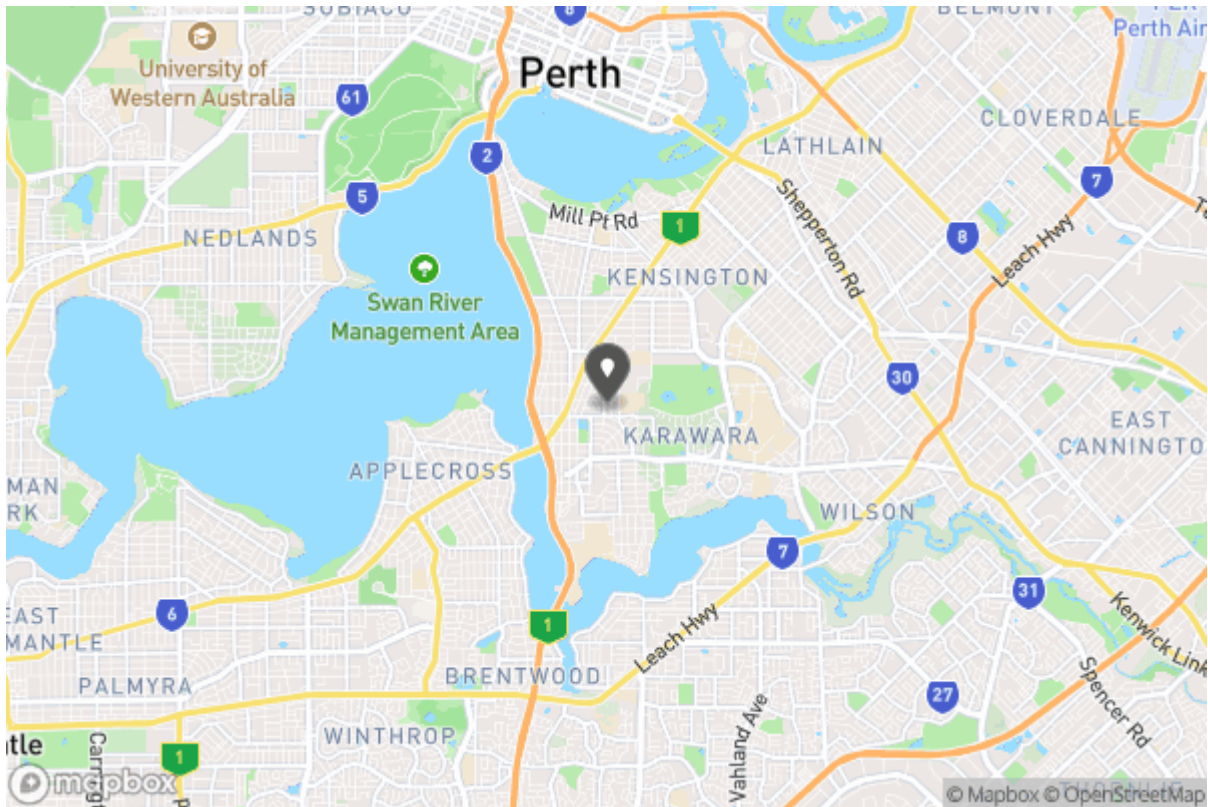 SUBIACO
8
BELMONT
Perth Air
University of
Western Australia
Perth
61
CLOVERDALE
LATHLAIN
2
7
5
Mill Pt Rd
1
Shepperton Rd
NEDLANDS
8
Leach Hwy
KENSINGTON
Swan River
Management Area
30
EAST
CANNINGTO
KARAWARA
APPLECROSS
MAN
RK
WILSON
7
31
6
EAST
MANTLE
1
Kenwick Link
Leach Hwy
BRENTWOOD
PALMYRA
27
Spencer Rd
Vahland Ave
WINTHROP
1
tle
mapbox
© Mapbox © OpenStreetMap